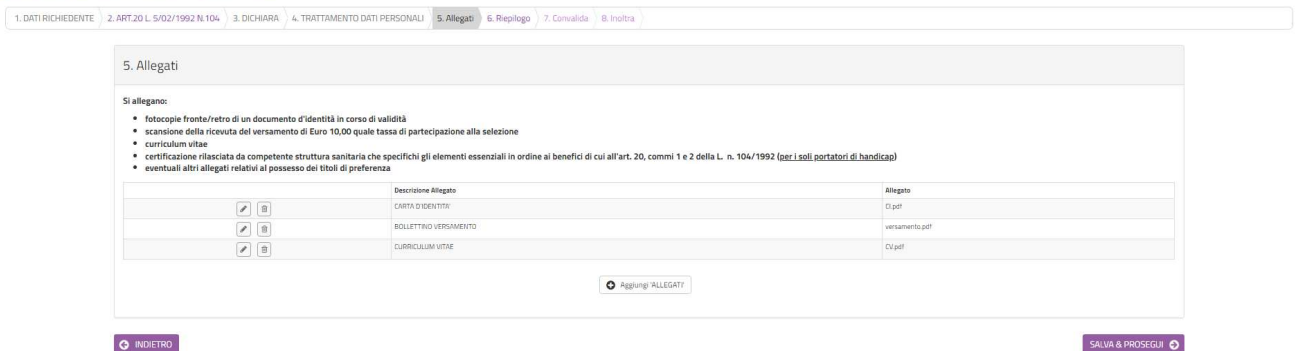 1. DATI RICHIEDENTE 2. ART.20 L. 5/02/1992 N.104 3. DICHIARA 4. TRATTAMENTO DATI PERSONALI 5. Allegati 6. Riepilogo 7. Convalida 8. Inoltra
5. Allegati
Si allegano:
• fotocopie fronte/retro di un documento d'identità in corso di validità
• scansione della ricevuta del versamento di Euro 10,00 quale tassa di partecipazione alla selezione
• curriculum vitae
• certificazione rilasciata da competente struttura sanitaria che specifichi gli elementi essenziali in ordine ai benefici di cui all'art. 20, commi 1 e 2 della L. n. 104/1992 (per i soli portatori di handicap)
• eventuali altri allegati relativi al possesso dei titoli di preferenza
Descrizione Allegato Allegato
CARTA D'IDENTITA' CI.pdf
BOLLETTINO VERSAMENTO versamento.pdf
CURRICULUM VITAE CV.pdf
Aggiungi 'ALLEGATI'
INDIETRO SALVA & PROSEGUI